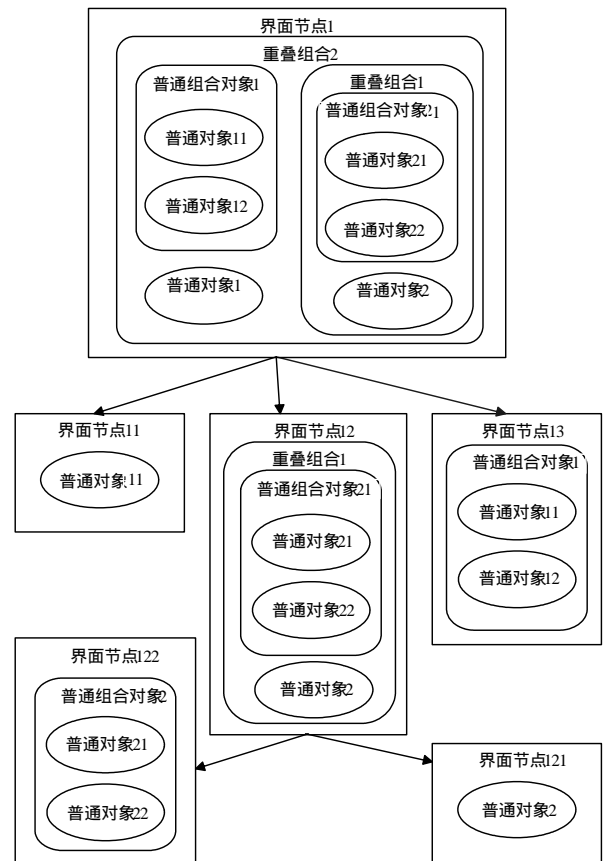 界面节点1
重叠组合2
普通组合对象1
重叠组合1
普通组合对象21
普通对象11
普通对象21
普通对象12
普通对象22
普通对象1
普通对象2
界面节点11
普通对象11
界面节点12
重叠组合1
普通组合对象21
普通对象21
普通对象22
普通对象2
界面节点13
普通组合对象1
普通对象11
普通对象12
界面节点122
普通组合对象2
普通对象21
普通对象22
界面节点121
普通对象2